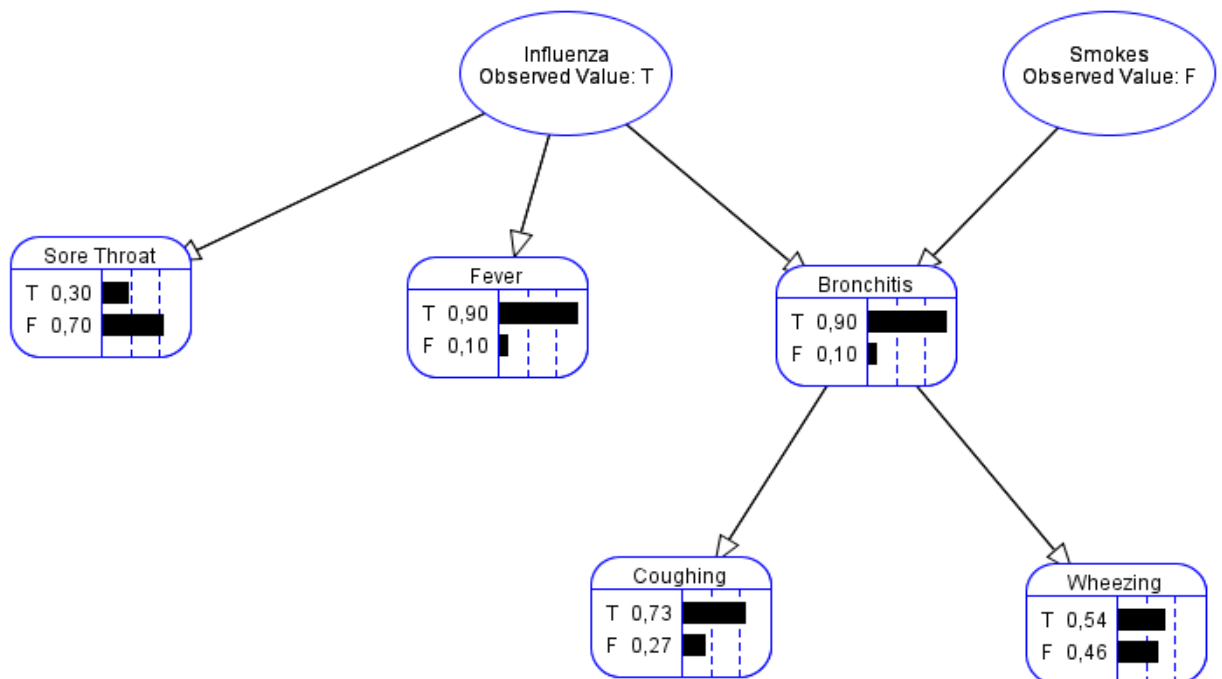 Influenza
Observed Value: T
Smokes
Observed Value: F
Sore Throat
T 0,30
F 0,70
Fever
T 0,90
F 0,10
Bronchitis
T 0,90
F 0,10
Coughing
T 0,73
F 0,27
Wheezing
T 0,54
F 0,46